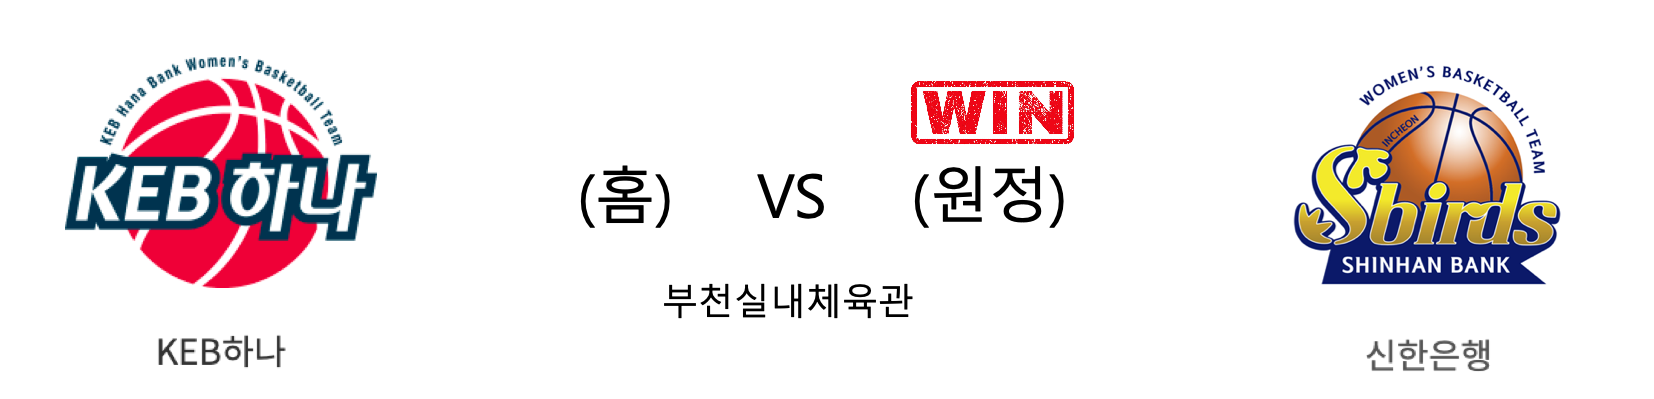 KEB Hana Bank Women's Basketball Team
KEB하나
KEB하나
WIN
(홈) VS (원정)
부천실내체육관
WOMEN'S BASKETBALL TEAM
INCHEON
Sbirds
SHINHAN BANK
신한은행